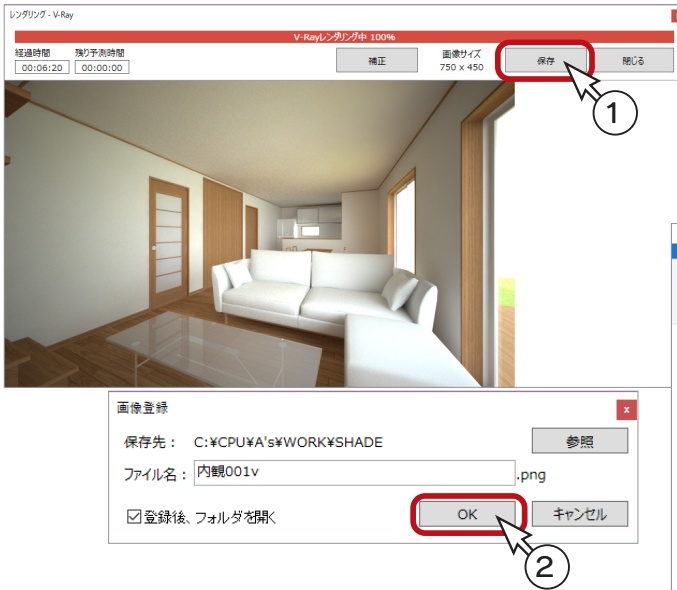 レンダリング - V-Ray
V-Rayレンダリング中 100%
経過時間 残り予測時間
00:06:20 00:00:00
補正
画像サイズ
750 x 450
保存
閉じる
1
画像登録
x
保存先： C:¥CPU¥A's¥WORK¥SHADE
参照
ファイル名： 内観001v .png
登録後、フォルダを開く
OK
キャンセル
2